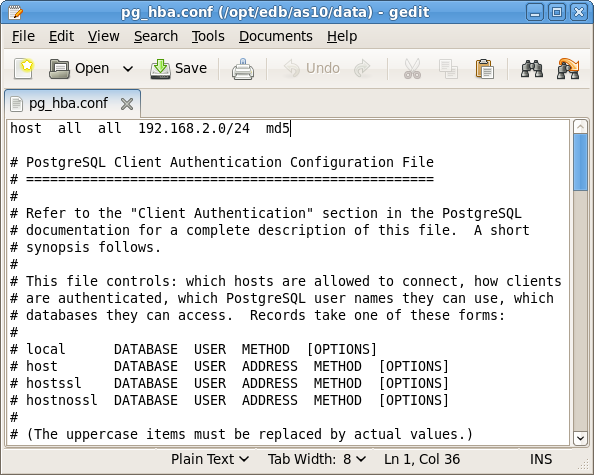 pg_hba.conf (/opt/edb/as10/data) - gedit
File Edit View Search Tools Documents Help
Open Save Undo
pg_hba.conf
host  all  all  192.168.2.0/24  md5
# PostgreSQL Client Authentication Configuration File
# ===================================================
#
# Refer to the "Client Authentication" section in the PostgreSQL
# documentation for a complete description of this file.  A short
# synopsis follows.
#
# This file controls: which hosts are allowed to connect, how clients
# are authenticated, which PostgreSQL user names they can use, which
# databases they can access.  Records take one of these forms:
#
# local      DATABASE  USER  METHOD  [OPTIONS]
# host       DATABASE  USER  ADDRESS  METHOD  [OPTIONS]
# hostssl    DATABASE  USER  ADDRESS  METHOD  [OPTIONS]
# hostnossl  DATABASE  USER  ADDRESS  METHOD  [OPTIONS]
#
# (The uppercase items must be replaced by actual values.)
Plain Text Tab Width: 8 Ln 1, Col 36 INS